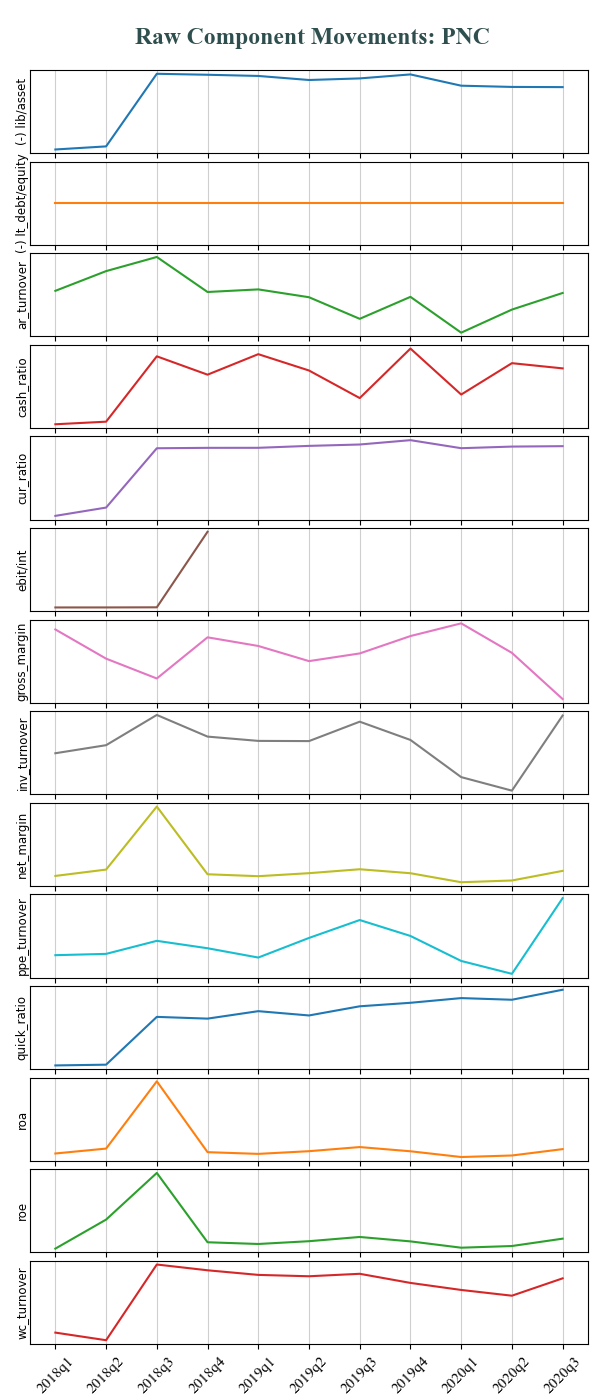 Raw Component Movements: PNC
(-) lib/asset
(-) lt_debt/equity
ar_turnover
cash_ratio
cur_ratio
ebit/int
gross_margin
inv_turnover
net_margin
ppe_turnover
quick_ratio
roa
roe
wc_turnover
2018q1 2018q2 2018q3 2018q4 2019q1 2019q2 2019q3 2019q4 2020q1 2020q2 2020q3